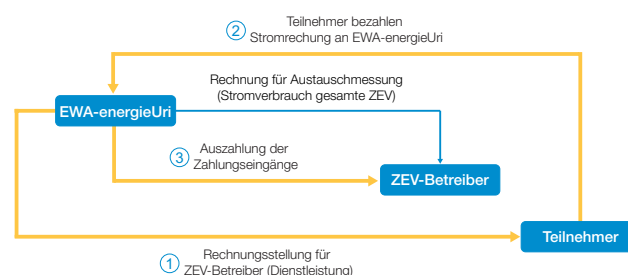 ② Teilnehmer bezahlen
Stromrechung an EWA-energieUri
Rechnung für Austauschmessung
(Stromverbrauch gesamte ZEV)
EWA-energieUri
③ Auszahlung der
Zahlungseingänge
ZEV-Betreiber
Teilnehmer
① Rechnungsstellung für
ZEV-Betreiber (Dienstleistung)